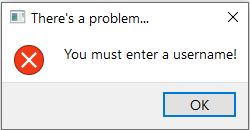 There's a problem...
You must enter a username!
OK